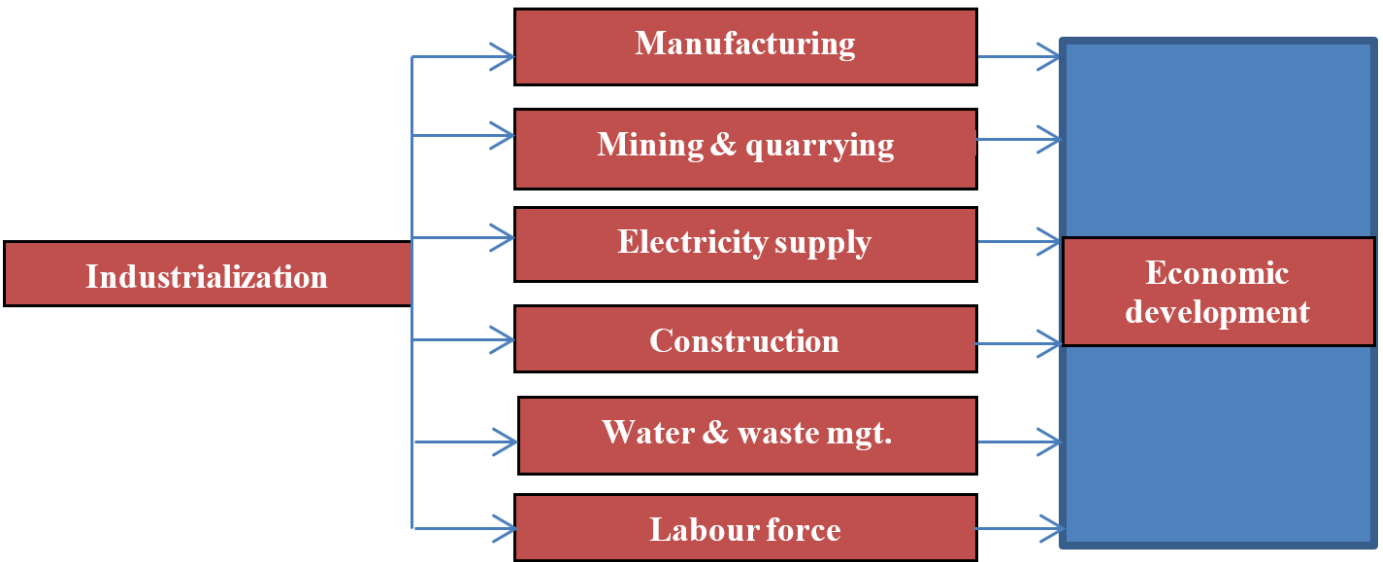 Manufacturing
Mining & quarrying
Electricity supply
Industrialization
Economic
development
Construction
Water & waste mgt.
Labour force